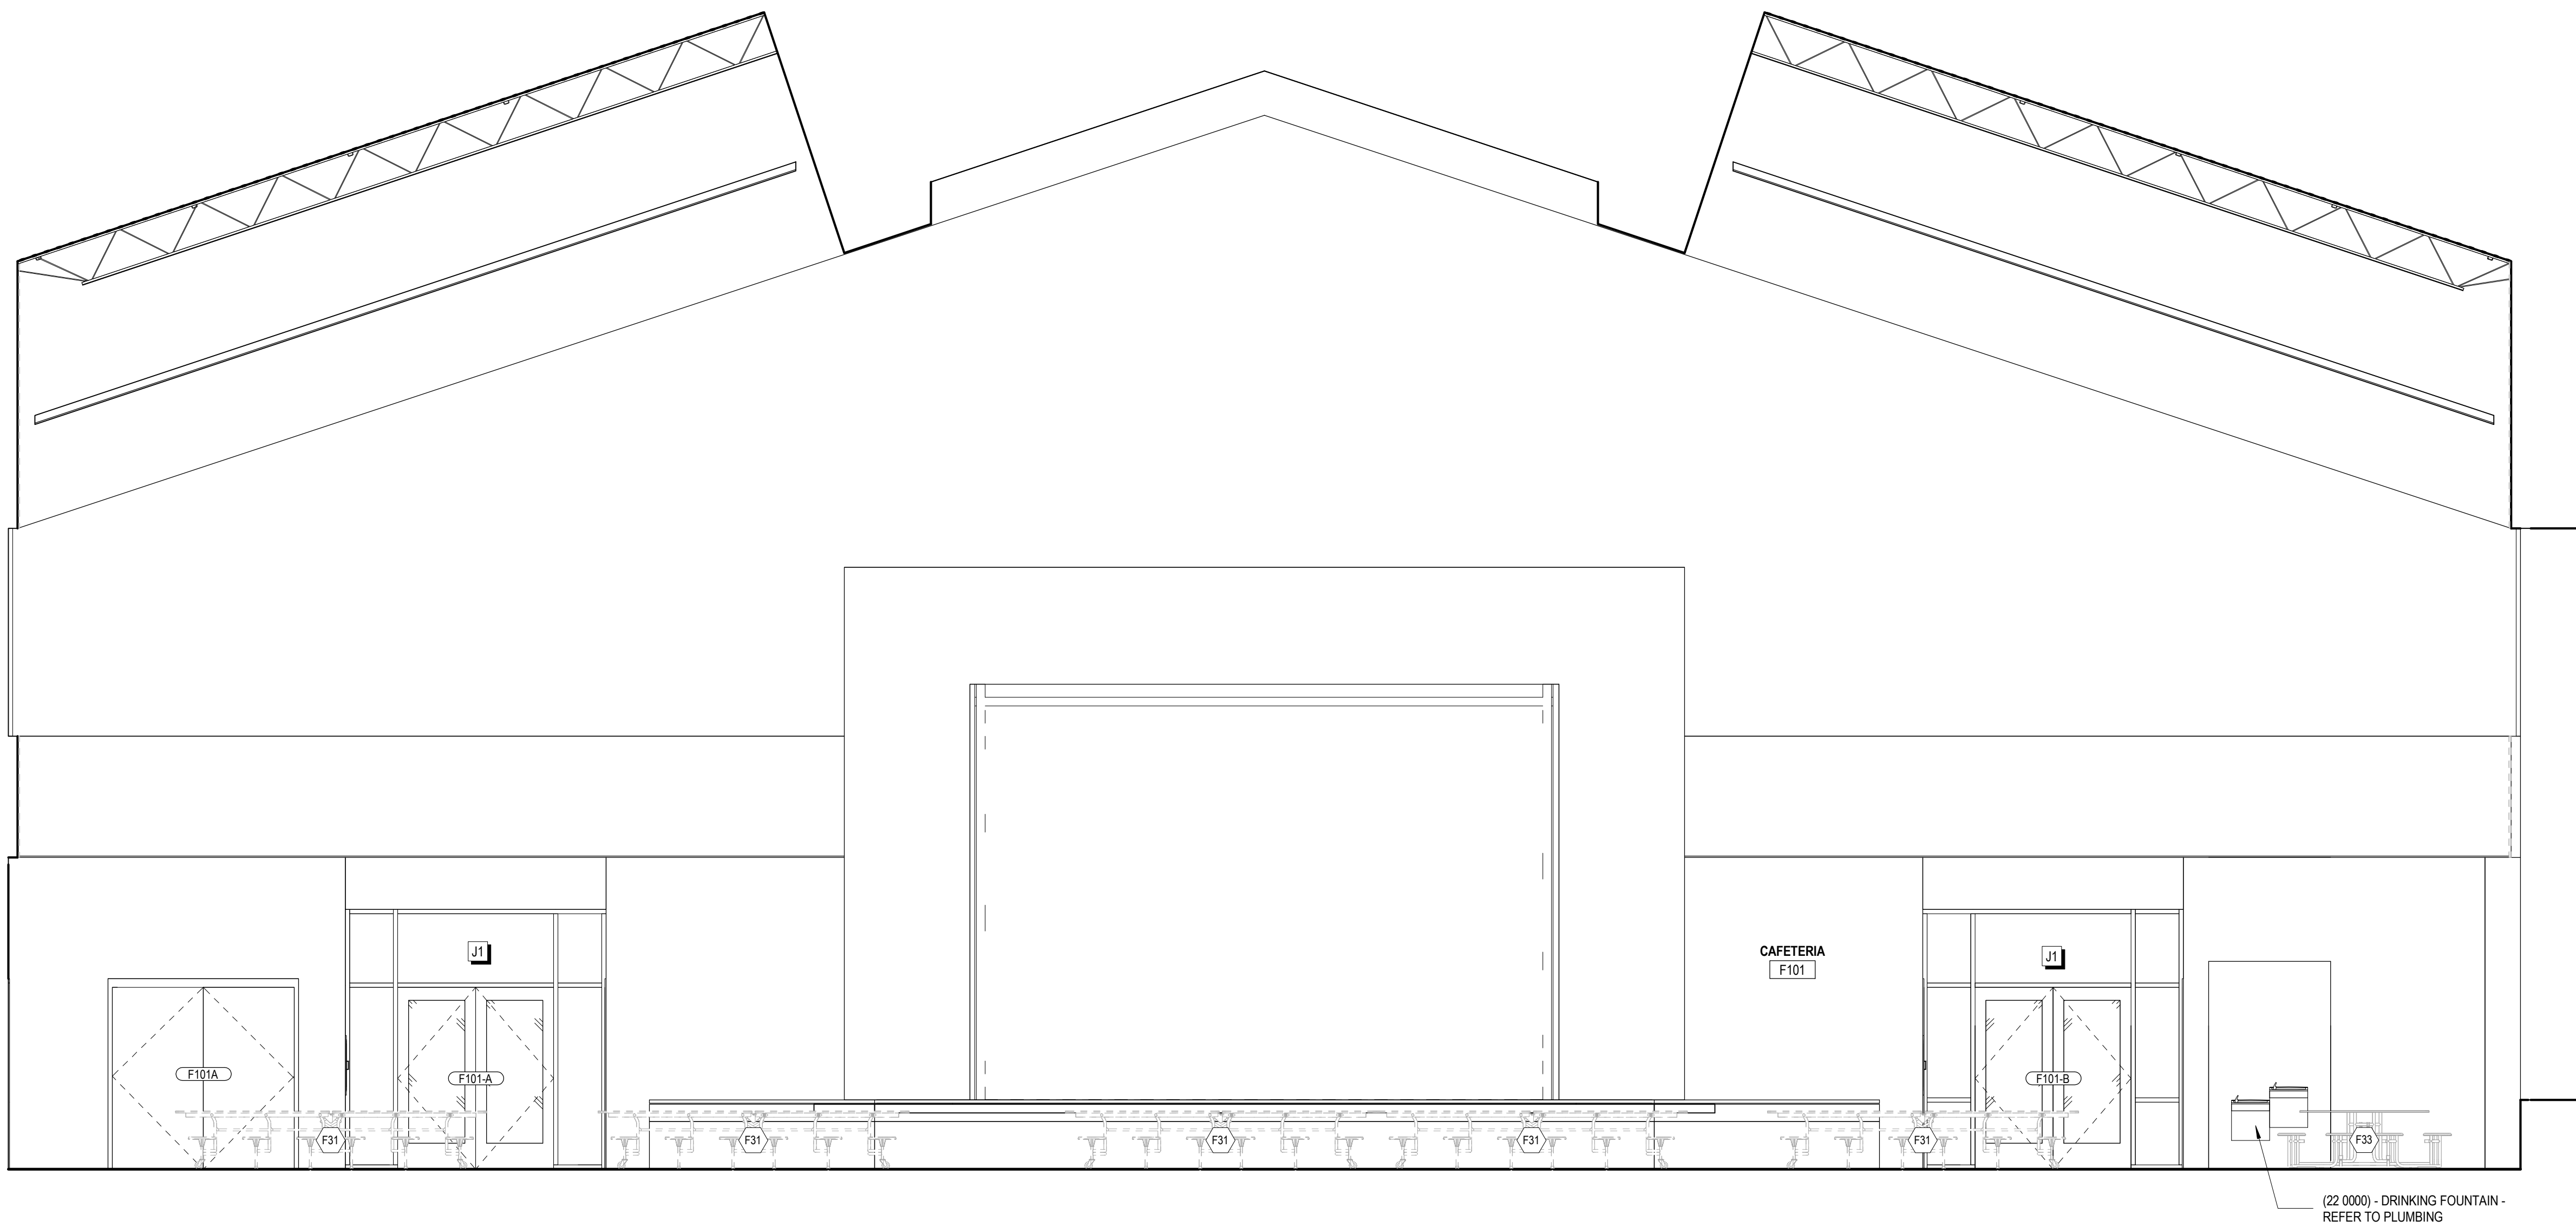 J1
CAFETERIA
F101
J1
F101A
F101-A
F101-B
F31
F31
F31
F31
F31
F33
(22 0000) - DRINKING FOUNTAIN -
REFER TO PLUMBING